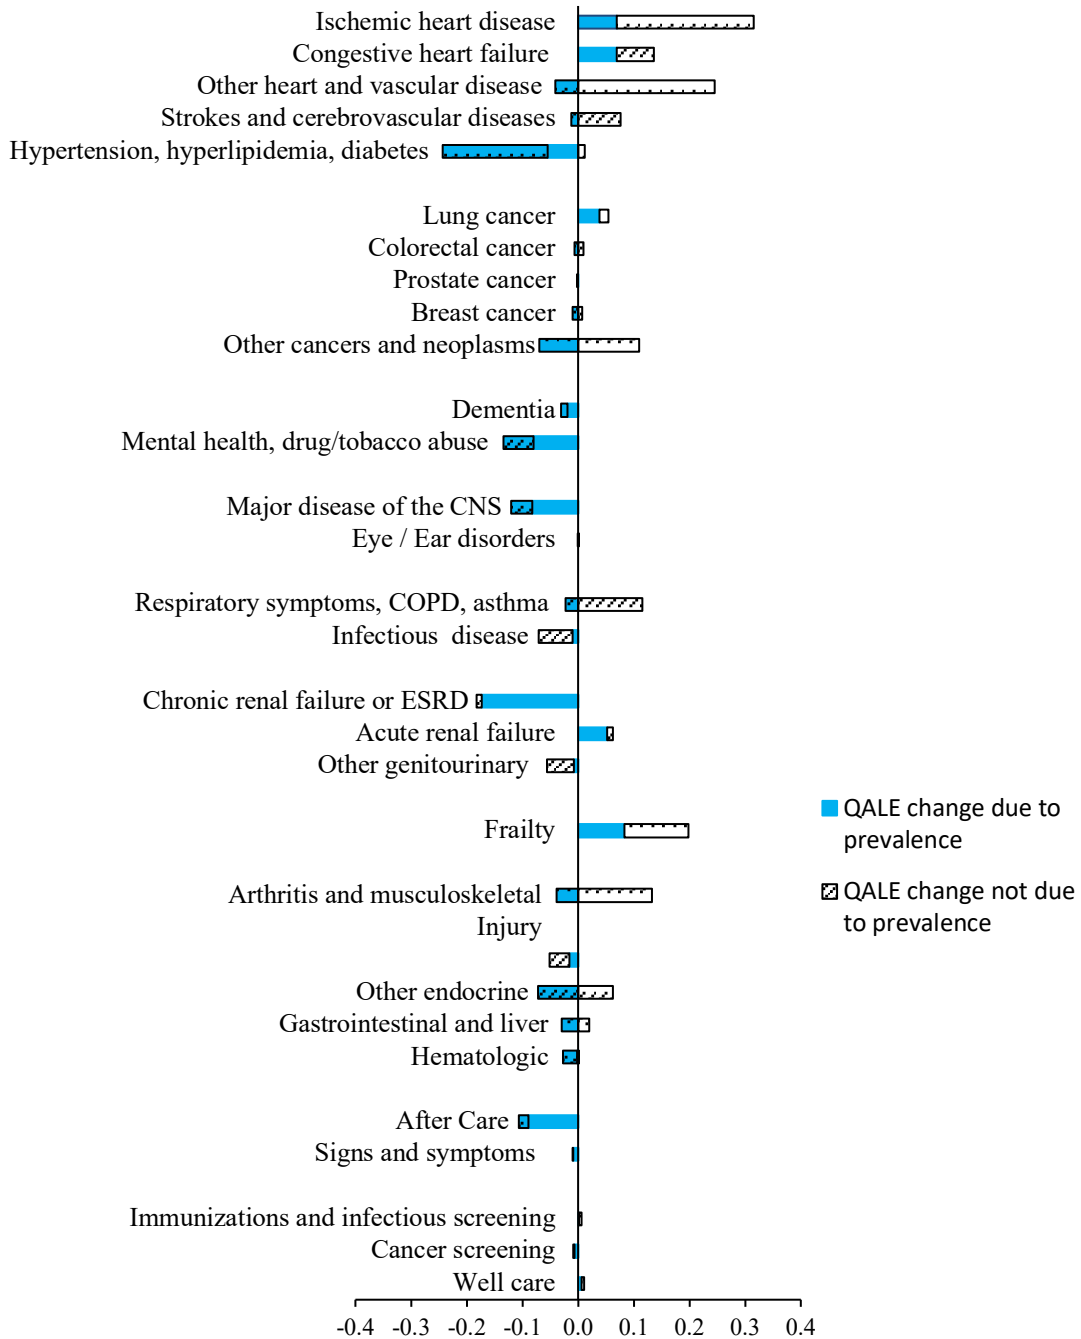 Ischemic heart disease
Congestive heart failure
Other heart and vascular disease
Strokes and cerebrovascular diseases
Hypertension, hyperlipidemia, diabetes
Lung cancer
Colorectal cancer
Prostate cancer
Breast cancer
Other cancers and neoplasms
Dementia
Mental health, drug/tobacco abuse
Major disease of the CNS
Eye / Ear disorders
Respiratory symptoms, COPD, asthma
Infectious disease
Chronic renal failure or ESRD
Acute renal failure
Other genitourinary
Frailty
Arthritis and musculoskeletal
Injury
Other endocrine
Gastrointestinal and liver
Hematologic
After Care
Signs and symptoms
Immunizations and infectious screening
Cancer screening
Well care
-0.4 -0.3 -0.2 -0.1 0.0 0.1 0.2 0.3 0.4
QALE change due to
prevalence
QALE change not due
to prevalence